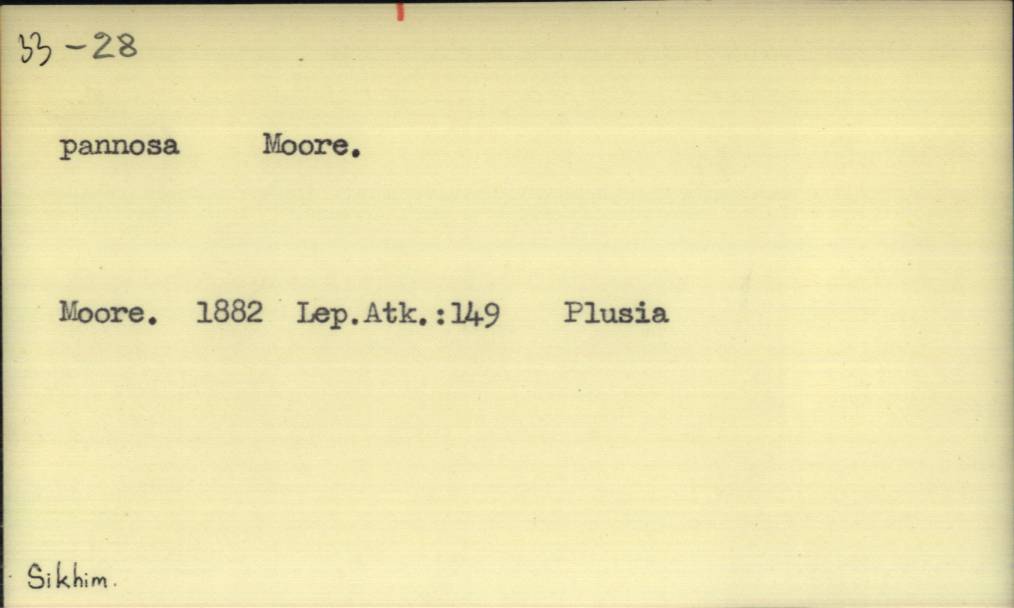 33-28
pannosa Moore.
Moore. 1882 Lep.Atk.:149 Plusia
Sikhim.